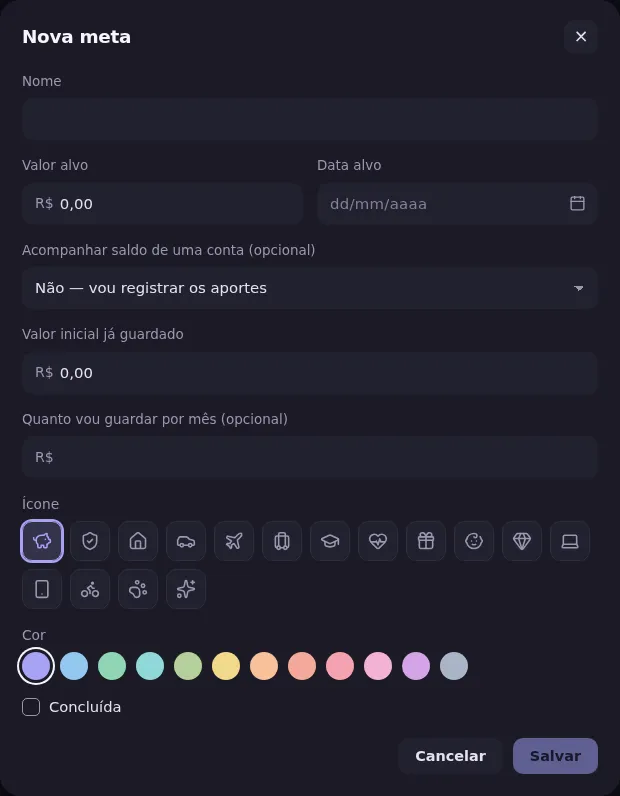 Nova meta
Nome
Valor alvo
Data alvo
R$ 0,00
dd/mm/aaaa
Acompanhar saldo de uma conta (opcional)
Não — vou registrar os aportes
Valor inicial já guardado
R$ 0,00
Quanto vou guardar por mês (opcional)
R$
Ícone
Cor
Concluída
Cancelar
Salvar